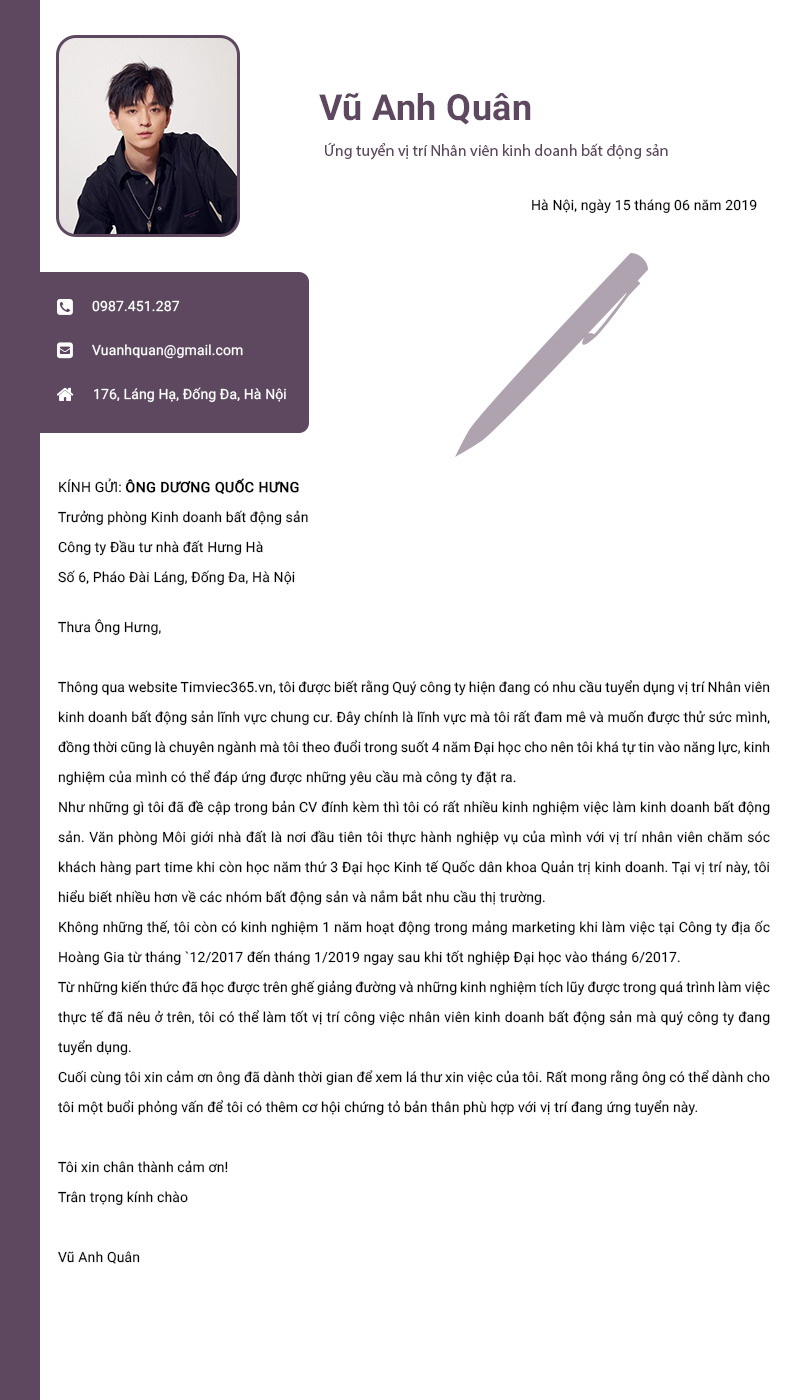 Vũ Anh Quân
Ứng tuyển vị trí Nhân viên kinh doanh bất động sản
Hà Nội, ngày 15 tháng 06 năm 2019
0987.451.287
Vuanhquan@gmail.com
176, Láng Hạ, Đống Đa, Hà Nội
KÍNH GỬI: ÔNG DƯƠNG QUỐC HƯNG
Trưởng phòng Kinh doanh bất động sản
Công ty Đầu tư nhà đất Hưng Hà
Số 6, Pháo Đài Láng, Đống Đa, Hà Nội
Thưa Ông Hưng,
Thông qua website Timviec365.vn, tôi được biết rằng Quý công ty hiện đang có nhu cầu tuyển dụng vị trí Nhân viên
kinh doanh bất động sản lĩnh vực chung cư. Đây chính là lĩnh vực mà tôi rất đam mê và muốn được thử sức mình,
đồng thời cũng là chuyên ngành mà tôi theo đuổi trong suốt 4 năm Đại học cho nên tôi khá tự tin vào năng lực, kinh
nghiệm của mình có thể đáp ứng được những yêu cầu mà công ty đặt ra.
Như những gì tôi đã đề cập trong bản CV đính kèm thì tôi có rất nhiều kinh nghiệm việc làm kinh doanh bất động
sản. Văn phòng Môi giới nhà đất là nơi đầu tiên tôi thực hành nghiệp vụ của mình với vị trí nhân viên chăm sóc
khách hàng part time khi còn học năm thứ 3 Đại học Kinh tế Quốc dân khoa Quản trị kinh doanh. Tại vị trí này, tôi
hiểu biết nhiều hơn về các nhóm bất động sản và nắm bắt nhu cầu thị trường.
Không những thế, tôi còn có kinh nghiệm 1 năm hoạt động trong mảng marketing khi làm việc tại Công ty địa ốc
Hoàng Gia từ tháng `12/2017 đến tháng 1/2019 ngay sau khi tốt nghiệp Đại học vào tháng 6/2017.
Từ những kiến thức đã học được trên ghế giảng đường và những kinh nghiệm tích lũy được trong quá trình làm việc
thực tế đã nêu ở trên, tôi có thể làm tốt vị trí công việc nhân viên kinh doanh bất động sản mà quý công ty đang
tuyển dụng.
Cuối cùng tôi xin cảm ơn ông đã dành thời gian để xem lá thư xin việc của tôi. Rất mong rằng ông có thể dành cho
tôi một buổi phỏng vấn để tôi có thêm cơ hội chứng tỏ bản thân phù hợp với vị trí đang ứng tuyển này.
Tôi xin chân thành cảm ơn!
Trân trọng kính chào
Vũ Anh Quân